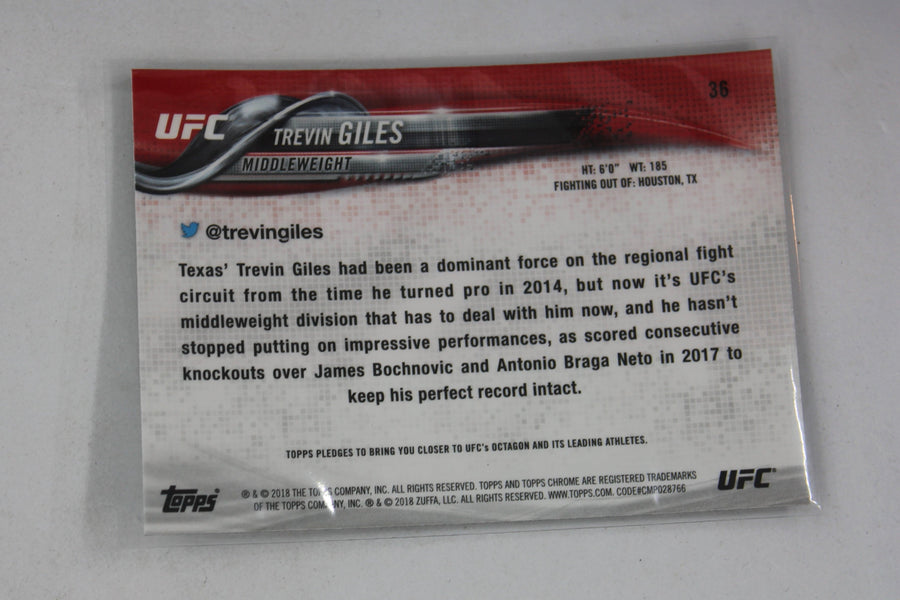 36
UFC
TREVIN GILES
MIDDLEWEIGHT
HT: 6'0" WT: 185
FIGHTING OUT OF: HOUSTON, TX
@trevingiles
Texas' Trevin Giles had been a dominant force on the regional fight
circuit from the time he turned pro in 2014, but now it's UFC's
middleweight division that has to deal with him now, and he hasn't
stopped putting on impressive performances, as scored consecutive
knockouts over James Bochnovic and Antonio Braga Neto in 2017 to
keep his perfect record intact.
TOPPS PLEDGES TO BRING YOU CLOSER TO UFC's OCTAGON AND ITS LEADING ATHLETES.
topps
® & © 2018 THE TOPPS COMPANY, INC. ALL RIGHTS RESERVED. TOPPS AND TOPPS CHROME ARE REGISTERED TRADEMARKS
OF THE TOPPS COMPANY, INC. ® & © 2018 ZUFFA, LLC. ALL RIGHTS RESERVED. WWW.TOPPS.COM. CODE#CMP028766
UFC